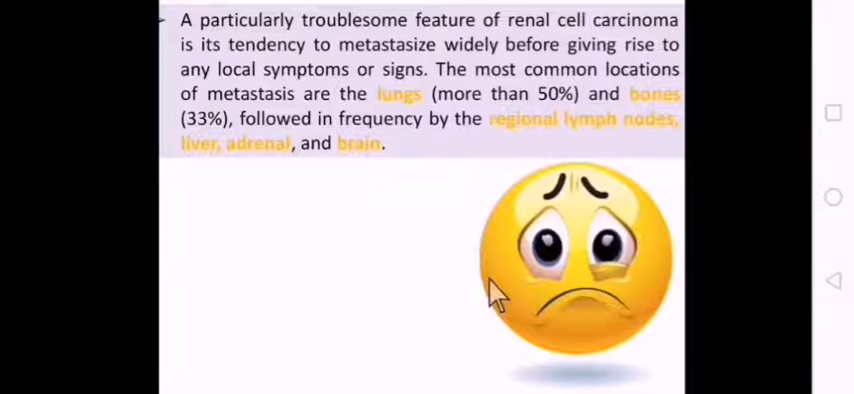 A particularly troublesome feature of renal cell carcinoma
is its tendency to metastasize widely before giving rise to
any local symptoms or signs. The most common locations
of metastasis are the lungs (more than 50%) and bones
(33%), followed in frequency by the regional lymph nodes,
liver, adrenal, and brain.